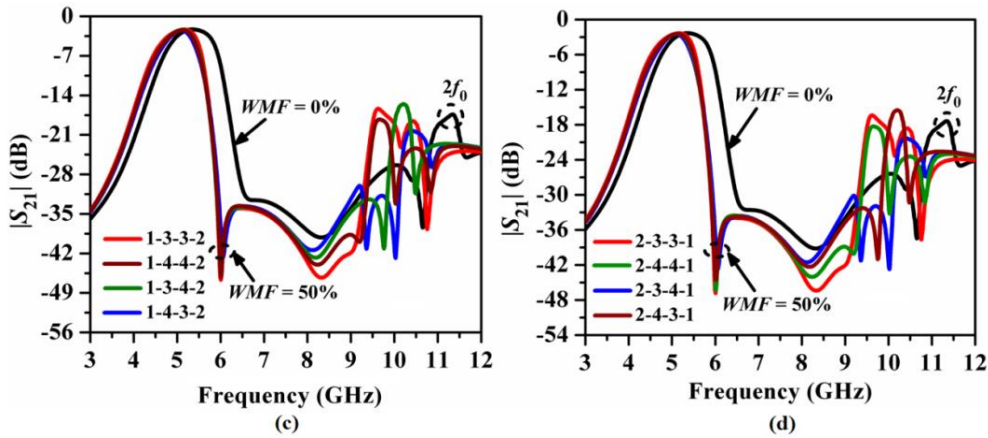 0
-7
-14
-21
-28
-35
-42
-49
-56
|S21| (dB)
WMF = 0%
2f0
1-3-3-2
1-4-4-2
1-3-4-2
1-4-3-2
WMF = 50%
3 4 5 6 7 8 9 10 11 12
Frequency (GHz)
(c)
0
-6
-12
-18
-24
-30
-36
-42
-48
-54
|S21| (dB)
WMF = 0%
2f0
2-3-3-1
2-4-4-1
2-3-4-1
2-4-3-1
WMF = 50%
3 4 5 6 7 8 9 10 11 12
Frequency (GHz)
(d)